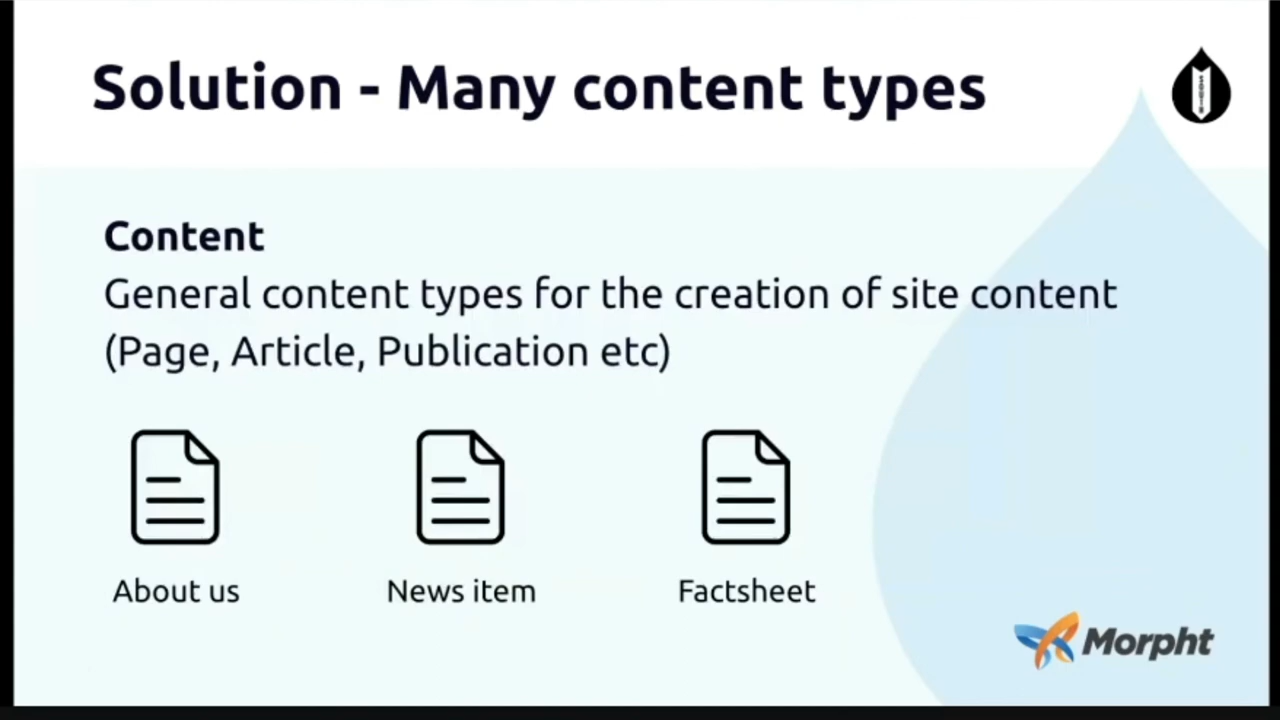 Solution - Many content types
Content
General content types for the creation of site content
(Page, Article, Publication etc)
About us
News item
Factsheet
Morpht